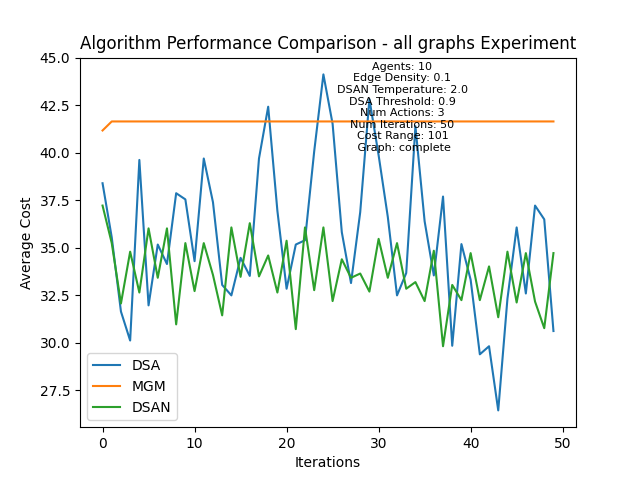 Algorithm Performance Comparison - all graphs Experiment
Agents: 10
Edge Density: 0.1
DSAN Temperature: 2.0
DSA Threshold: 0.9
Num Actions: 3
Num Iterations: 50
Cost Range: 101
Graph: complete
45.0
42.5
40.0
37.5
35.0
32.5
30.0
27.5
Average Cost
DSA
MGM
DSAN
0 10 20 30 40 50
Iterations